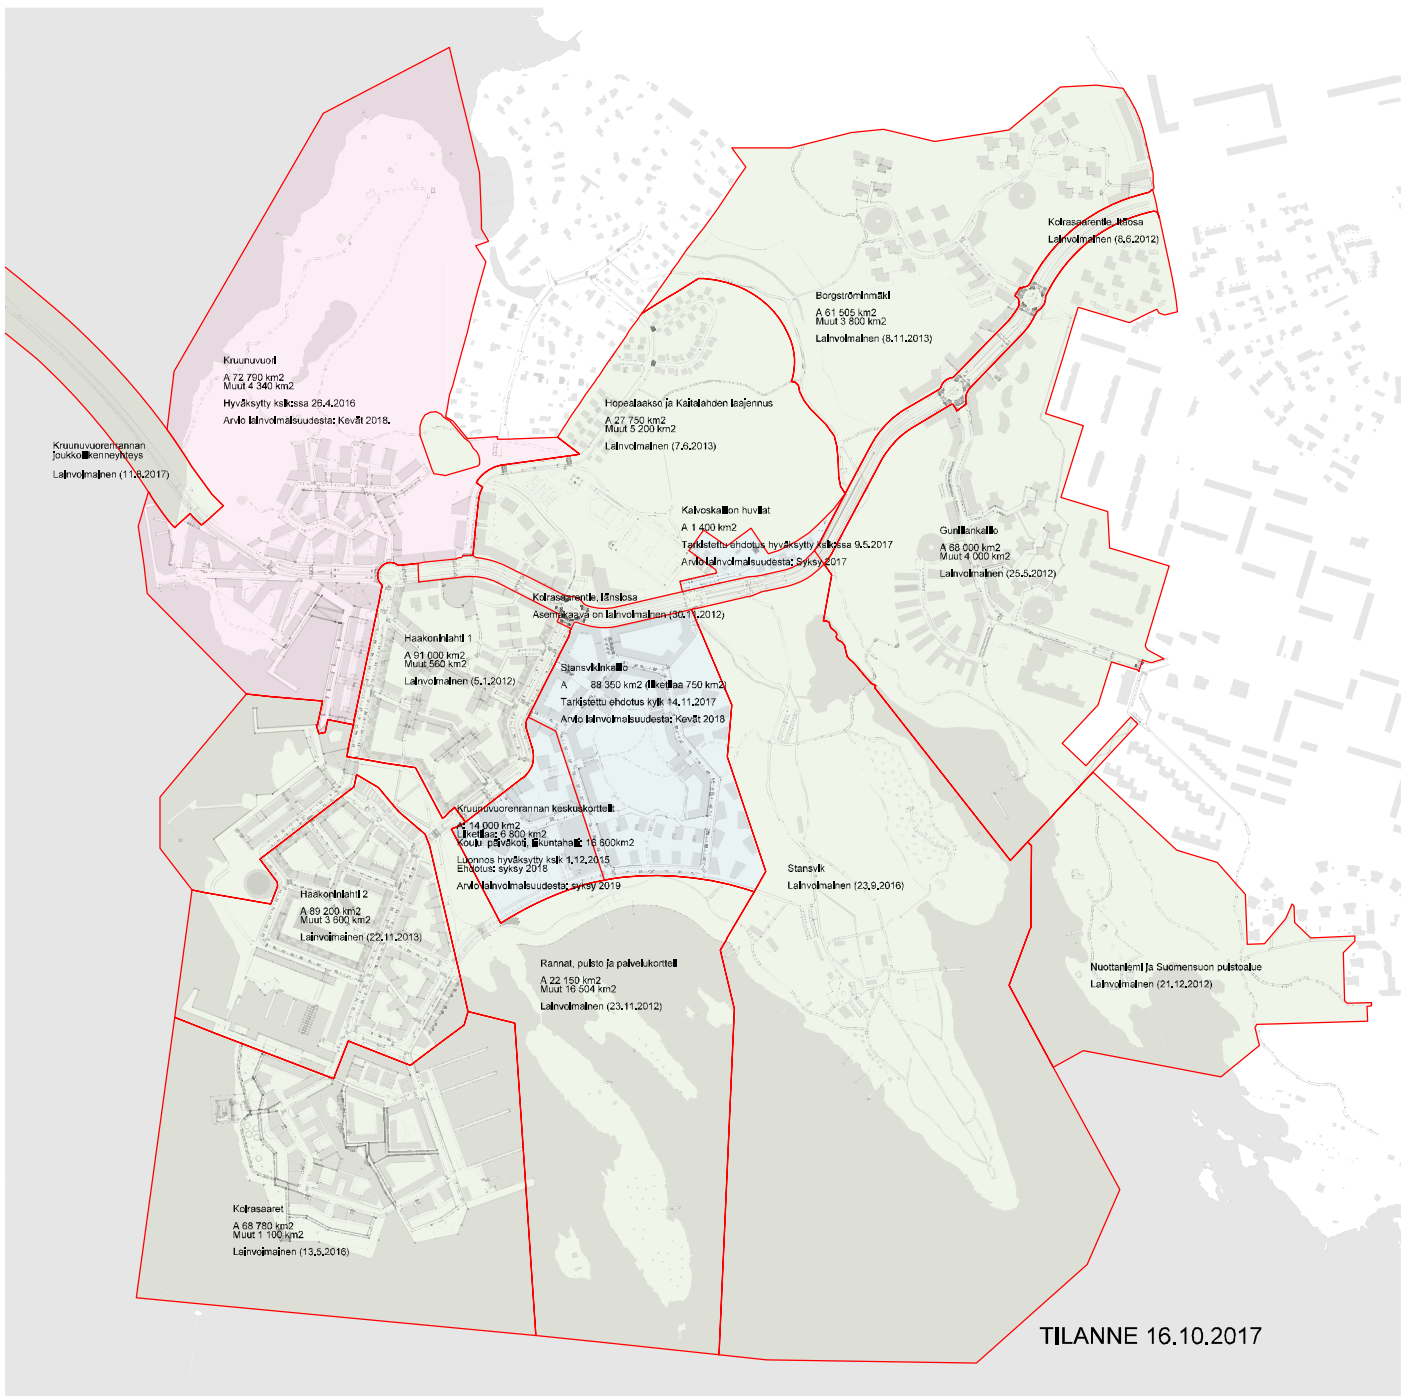 Koirasaarentie, itäosa
Lainvoimainen (8.6.2012)
Borgströminmäki
A 61 505 km2
Muut 3 800 km2
Lainvoimainen (8.11.2013)
Kruunuvuori
A 72 790 km2
Muut 4 340 km2
Hyväksytty kslk:ssa 26.4.2016
Arvio lainvoimaisuudesta: Kevät 2018.
Hopealaakso ja Kaitalahden laajennus
A 27 750 km2
Muut 5 200 km2
Lainvoimainen (7.6.2013)
Kruunuvuorenrannan
joukkoliikenneyhteys
Lainvoimainen (11.8.2017)
Kaivoskallion huvilat
A 1 400 km2
Tarkistettu ehdotus hyväksytty kslk:ssa 9.5.2017
Arvio lainvoimaisuudesta: Syksy 2017
Gunillankallio
A 68 000 km2
Muut 4 000 km2
Lainvoimainen (25.5.2012)
Koirasaarentie, länsiosa
Asemakaava on lainvoimainen (30.11.2012)
Haakoninlahti 1
A 91 000 km2
Muut 560 km2
Lainvoimainen (5.1.2012)
Stansvikinkallio
A 88 350 km2 (liiketilaa 750 km2)
Tarkistettu ehdotus kylk 14.11.2017
Arvio lainvoimaisuudesta: Kevät 2018
Kruunuvuorenrannan keskuskorttelit
A: 14 000 km2
Liiketilaa: 6 800 km2
Koulu, päiväkoti, liikuntahalli: 16 600km2
Luonnos hyväksytty kslk 1.12.2015
Ehdotus: syksy 2018
Arvio lainvoimaisuudesta: syksy 2019
Stansvik
Lainvoimainen (23.9.2016)
Haakoninlahti 2
A 89 200 km2
Muut 3 600 km2
Lainvoimainen (22.11.2013)
Rannat, puisto ja palvelukortteli
A 22 150 km2
Muut 16 504 km2
Lainvoimainen (23.11.2012)
Nuottaniemi ja Suomensuon puistoalue
Lainvoimainen (21.12.2012)
Koirasaaret
A 68 780 km2
Muut 1 100 km2
Lainvoimainen (13.5.2016)
TILANNE 16.10.2017